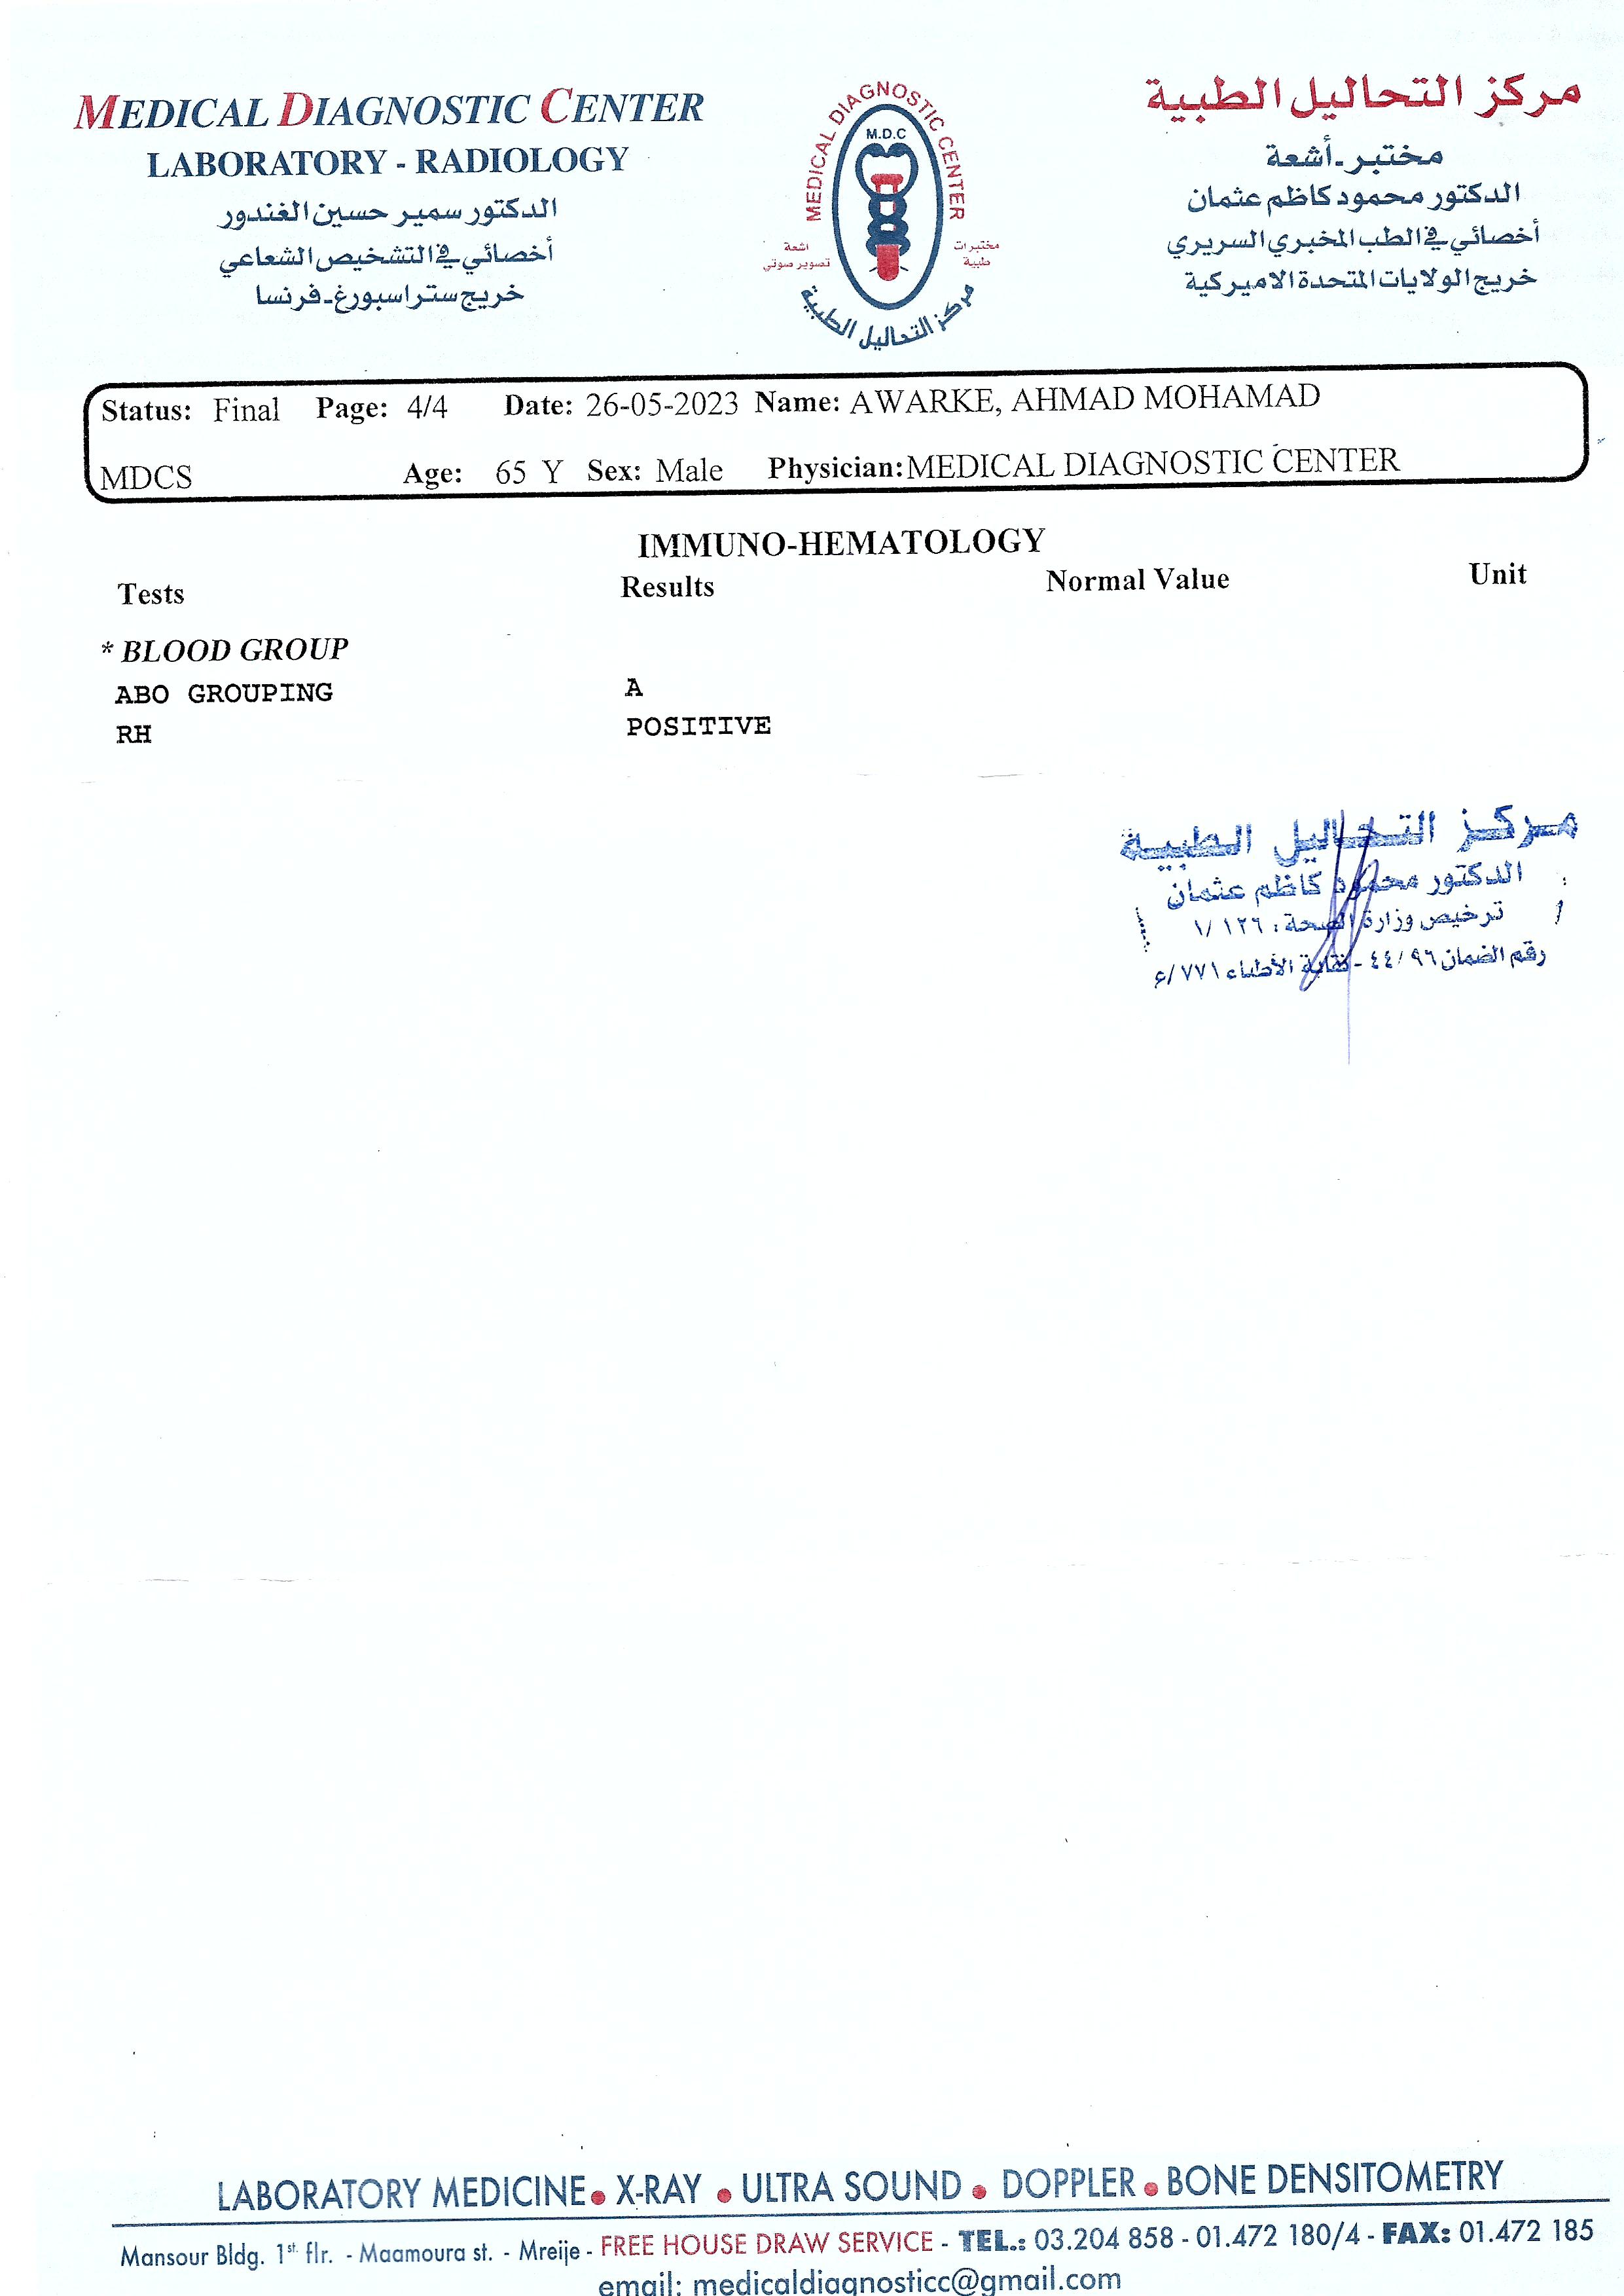 MEDICAL DIAGNOSTIC CENTER
LABORATORY - RADIOLOGY
الدكتور سمير حسين الغندور
أخصائي في التشخيص الشعاعي
خريج ستراسبورغ - فرنسا
MEDICAL DIAGNOSTIC CENTER
M.D.C
اشعة
تصوير صوتي
مختبرات
طبية
مركز التحاليل الطبية
مركز التحاليل الطبية
مختبر - أشعة
الدكتور محمود كاظم عثمان
أخصائي في الطب المخبري السريري
خريج الولايات المتحدة الاميركية
Status: Final Page: 4/4 Date: 26-05-2023 Name: AWARKE, AHMAD MOHAMAD
MDCS Age: 65 Y Sex: Male Physician: MEDICAL DIAGNOSTIC CENTER
IMMUNO-HEMATOLOGY
Tests Results Normal Value Unit
* BLOOD GROUP
ABO GROUPING A
RH POSITIVE
مركز التحاليل الطبية
الدكتور محمود كاظم عثمان
ترخيص وزارة الصحة : ١٢٦ /١
رقم الضمان ٤٤/٩٦ - نقابة الأطباء ٧٧١/ع
LABORATORY MEDICINE • X-RAY • ULTRA SOUND • DOPPLER • BONE DENSITOMETRY
Mansour Bldg. 1st. flr. - Maamoura st. - Mreije - FREE HOUSE DRAW SERVICE - TEL.: 03.204 858 - 01.472 180/4 - FAX: 01.472 185
email: medicaldiagnosticc@gmail.com